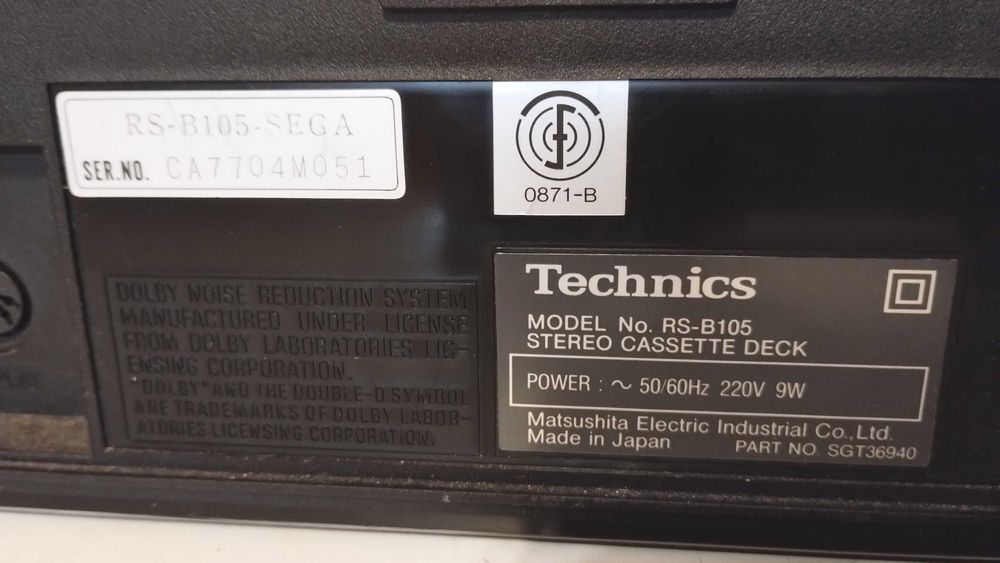 RS-B105-SEGA
SER.NO. CA7704M051
0871-B
DOLBY NOISE REDUCTION SYSTEM
MANUFACTURED UNDER LICENSE
FROM DOLBY LABORATORIES LIC-
ENSING CORPORATION.
"DOLBY" AND THE DOUBLE-D SYMBOL
ARE TRADEMARKS OF DOLBY LABOR-
ATORIES LICENSING CORPORATION.
Technics
MODEL No. RS-B105
STEREO CASSETTE DECK
POWER : ～ 50/60Hz 220V 9W
Matsushita Electric Industrial Co.,Ltd.
Made in Japan PART NO. SGT36940